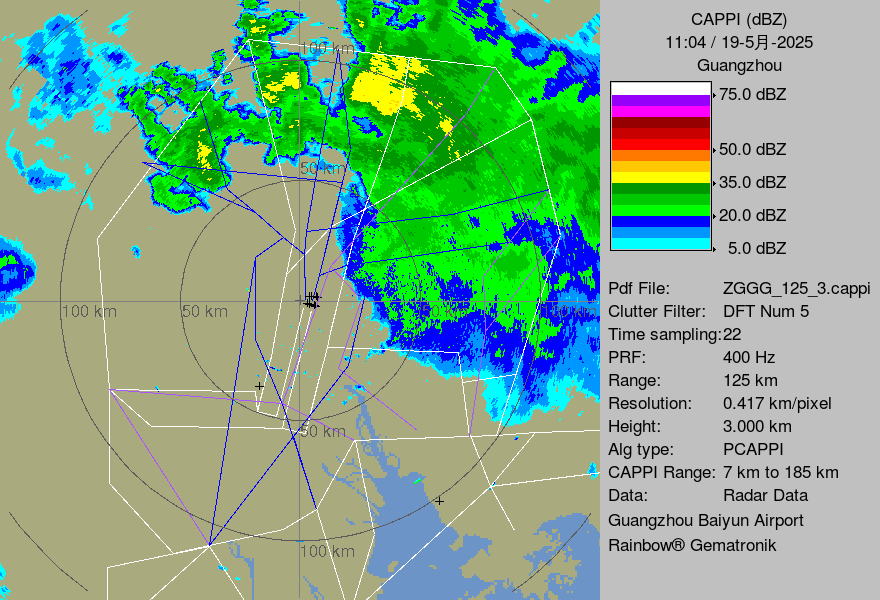 CAPPI (dBZ)
11:04 / 19-5月-2025
Guangzhou
75.0 dBZ
50.0 dBZ
35.0 dBZ
20.0 dBZ
5.0 dBZ
Pdf File: ZGGG_125_3.cappi
Clutter Filter: DFT Num 5
Time sampling:22
PRF: 400 Hz
Range: 125 km
Resolution: 0.417 km/pixel
Height: 3.000 km
Alg type: PCAPPI
CAPPI Range: 7 km to 185 km
Data: Radar Data
Guangzhou Baiyun Airport
Rainbow® Gematronik
100 km
50 km
100 km
50 km
50 km
100 km